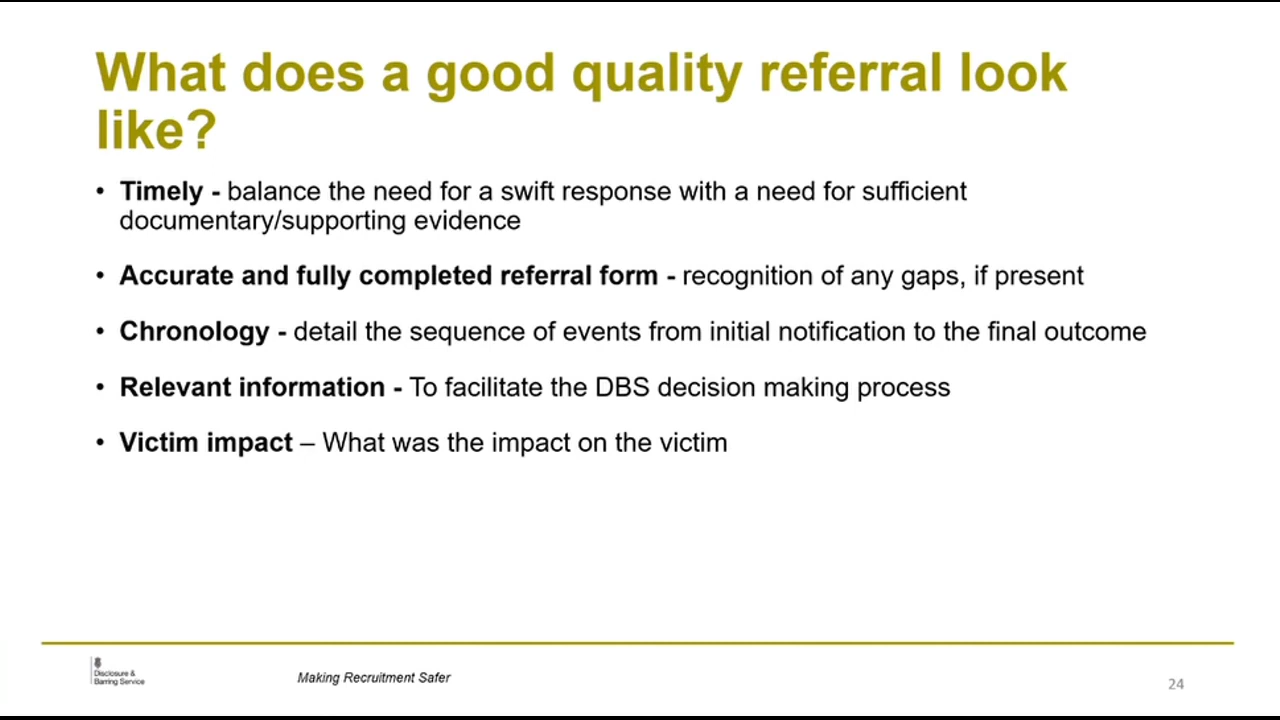 What does a good quality referral look
like?
• Timely - balance the need for a swift response with a need for sufficient
documentary/supporting evidence
• Accurate and fully completed referral form - recognition of any gaps, if present
• Chronology - detail the sequence of events from initial notification to the final outcome
• Relevant information - To facilitate the DBS decision making process
• Victim impact – What was the impact on the victim
Disclosure &
Barring Service
Making Recruitment Safer
24